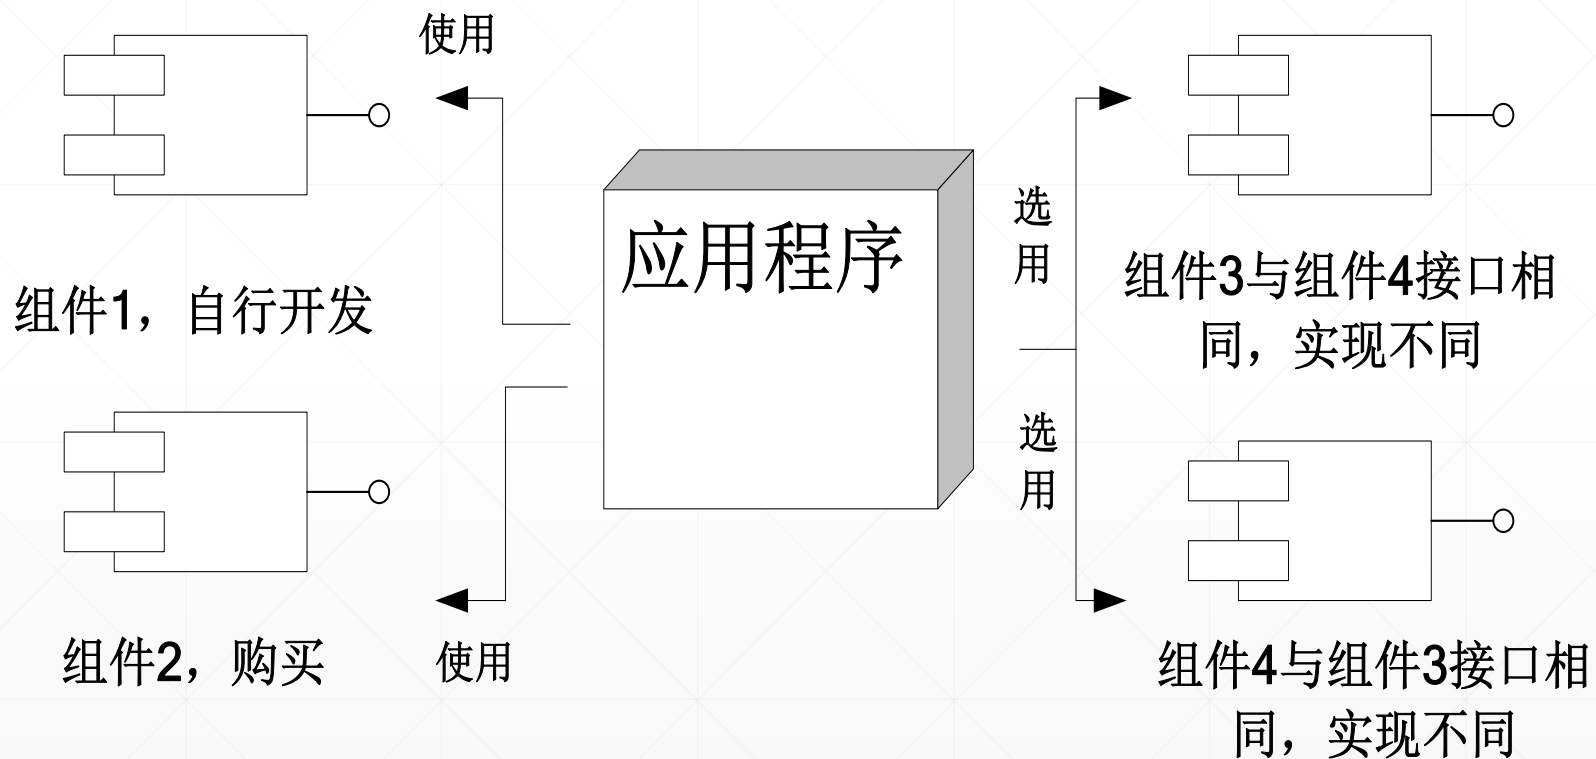 使用
组件1，自行开发
组件2，购买
使用
应用程序
选
用
选
用
组件3与组件4接口相
同，实现不同
组件4与组件3接口相
同，实现不同